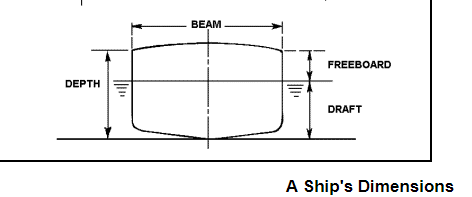 BEAM
FREEBOARD
DEPTH
DRAFT
A Ship's Dimensions